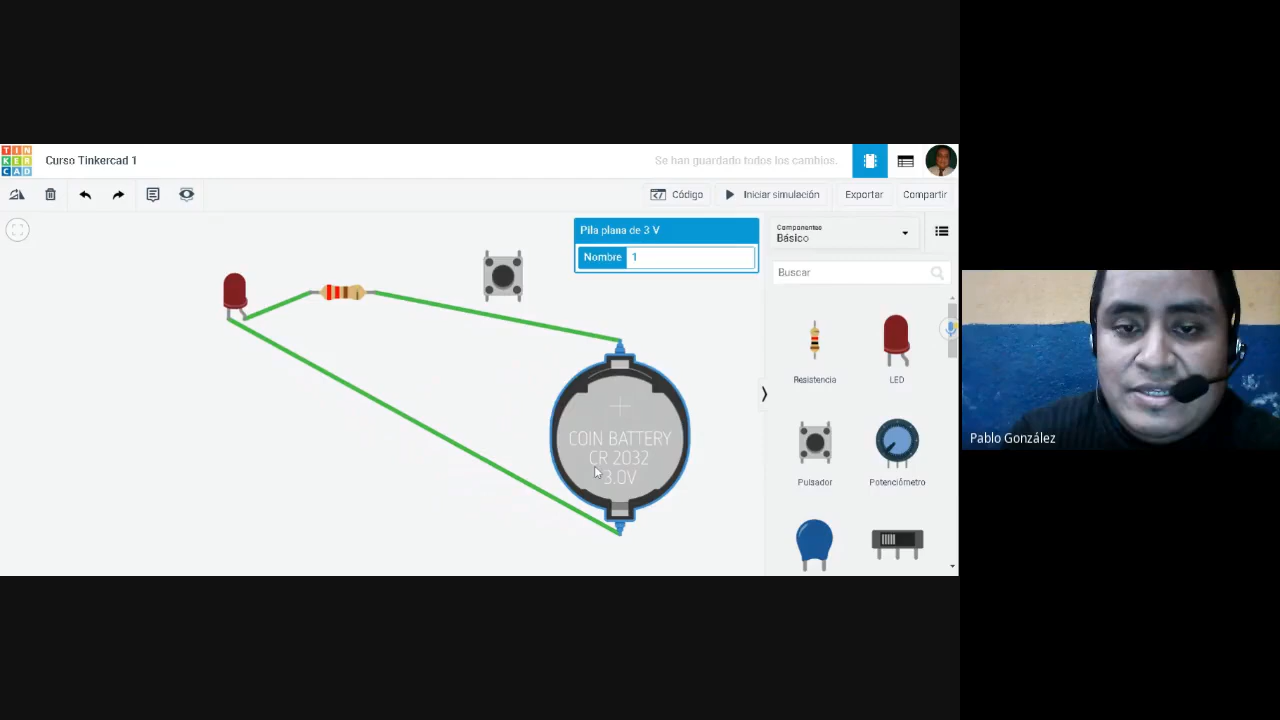 TIN
KER
CAD
Curso Tinkercad 1
Se han guardado todos los cambios.
Código
Iniciar simulación
Exportar
Compartir
Pila plana de 3 V
Nombre 1
Componentes
Básico
Buscar
Resistencia
LED
Pulsador
Potenciómetro
COIN BATTERY
CR 2032
3.0V
Pablo González